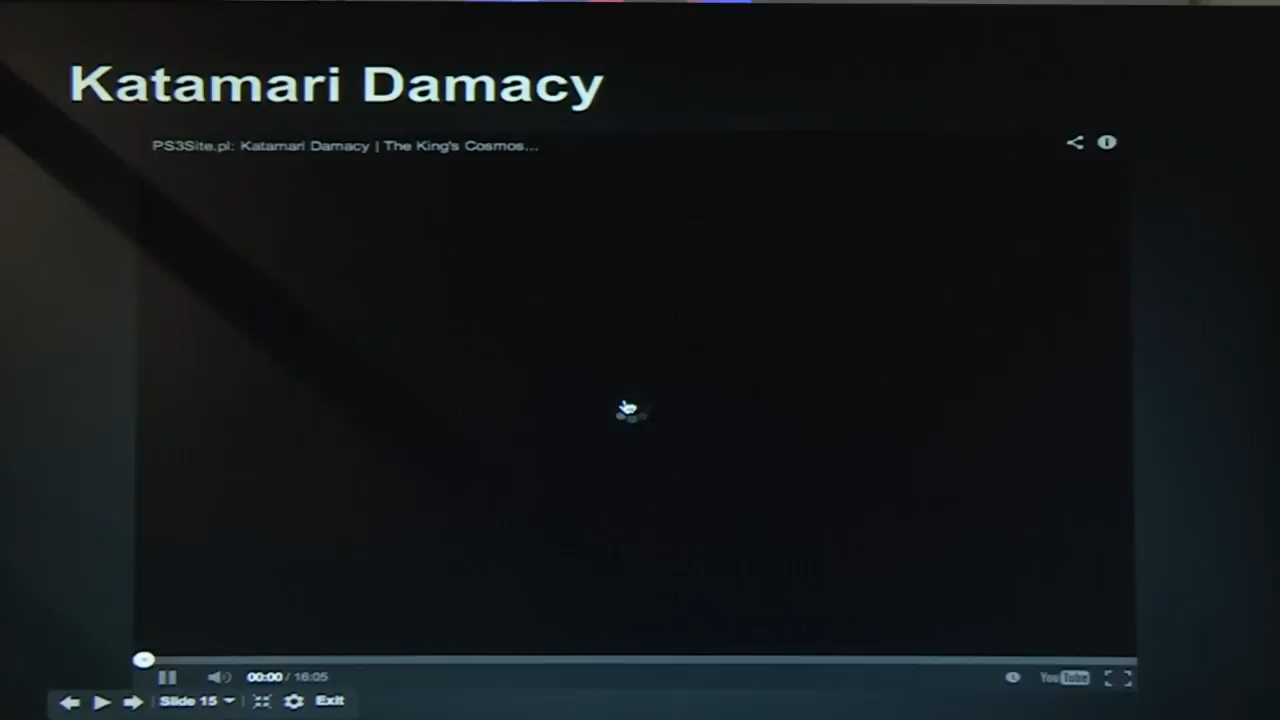 Katamari Damacy
PS3Site.pl: Katamari Damacy | The King's Cosmos...
00:00 / 16:05
YouTube
Slide 15
Exit